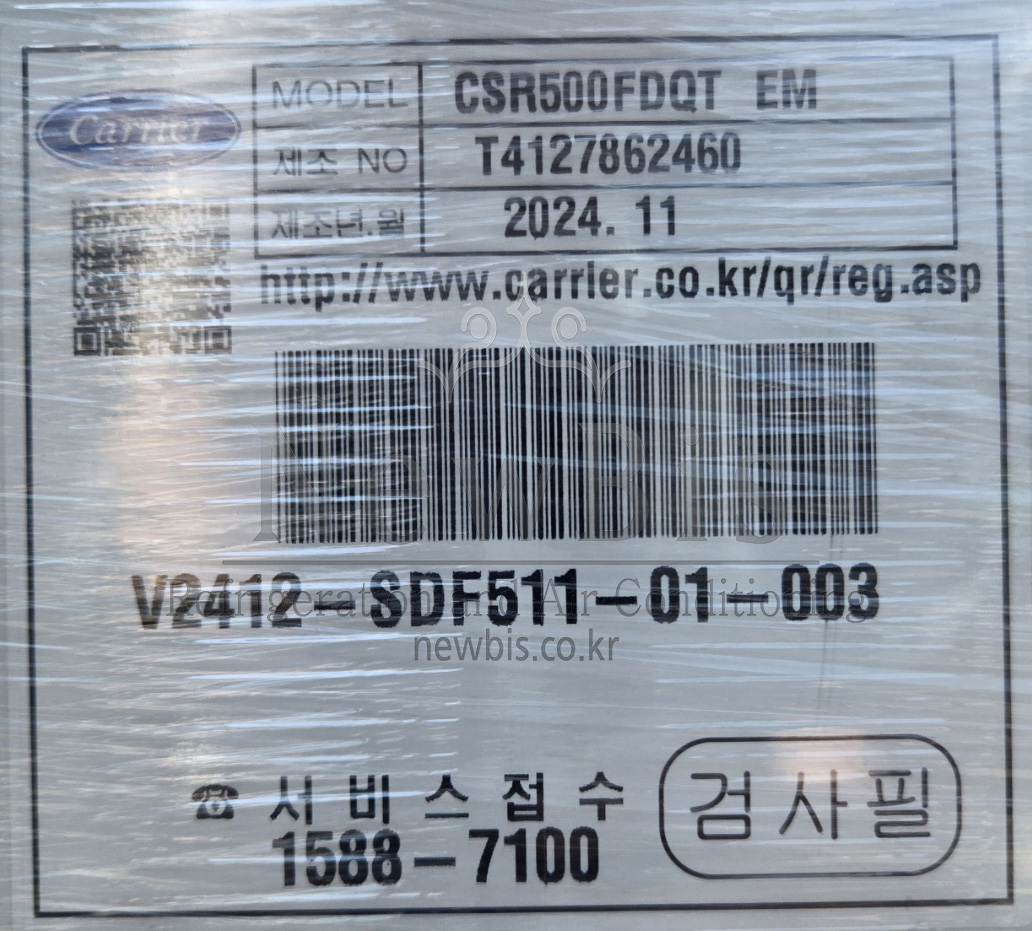 Carrier
MODEL CSR500FDQT EM
제조 NO T4127862460
제조년.월 2024. 11
http://www.carrier.co.kr/qr/reg.asp
NewBis
V2412-SDF511-01-003
Refrigeration and Air Conditioning
newbis.co.kr
☎ 서비스접수
1588-7100
검사필